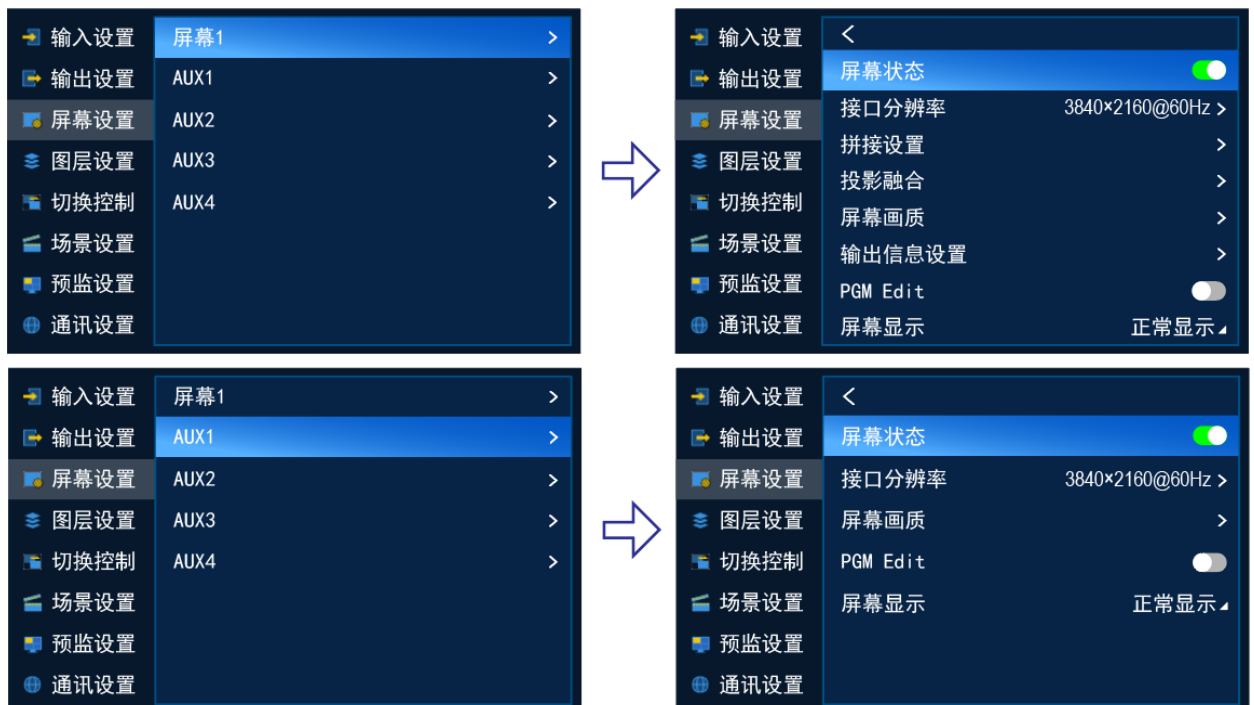 输入设置
输出设置
屏幕设置
图层设置
切换控制
场景设置
预监设置
通讯设置
屏幕1 >
AUX1 >
AUX2 >
AUX3 >
AUX4 >
输入设置
输出设置
屏幕设置
图层设置
切换控制
场景设置
预监设置
通讯设置
<
屏幕状态
接口分辨率 3840×2160@60Hz >
拼接设置 >
投影融合 >
屏幕画质 >
输出信息设置 >
PGM Edit
屏幕显示 正常显示
输入设置
输出设置
屏幕设置
图层设置
切换控制
场景设置
预监设置
通讯设置
屏幕1 >
AUX1 >
AUX2 >
AUX3 >
AUX4 >
输入设置
输出设置
屏幕设置
图层设置
切换控制
场景设置
预监设置
通讯设置
<
屏幕状态
接口分辨率 3840×2160@60Hz >
屏幕画质 >
PGM Edit
屏幕显示 正常显示